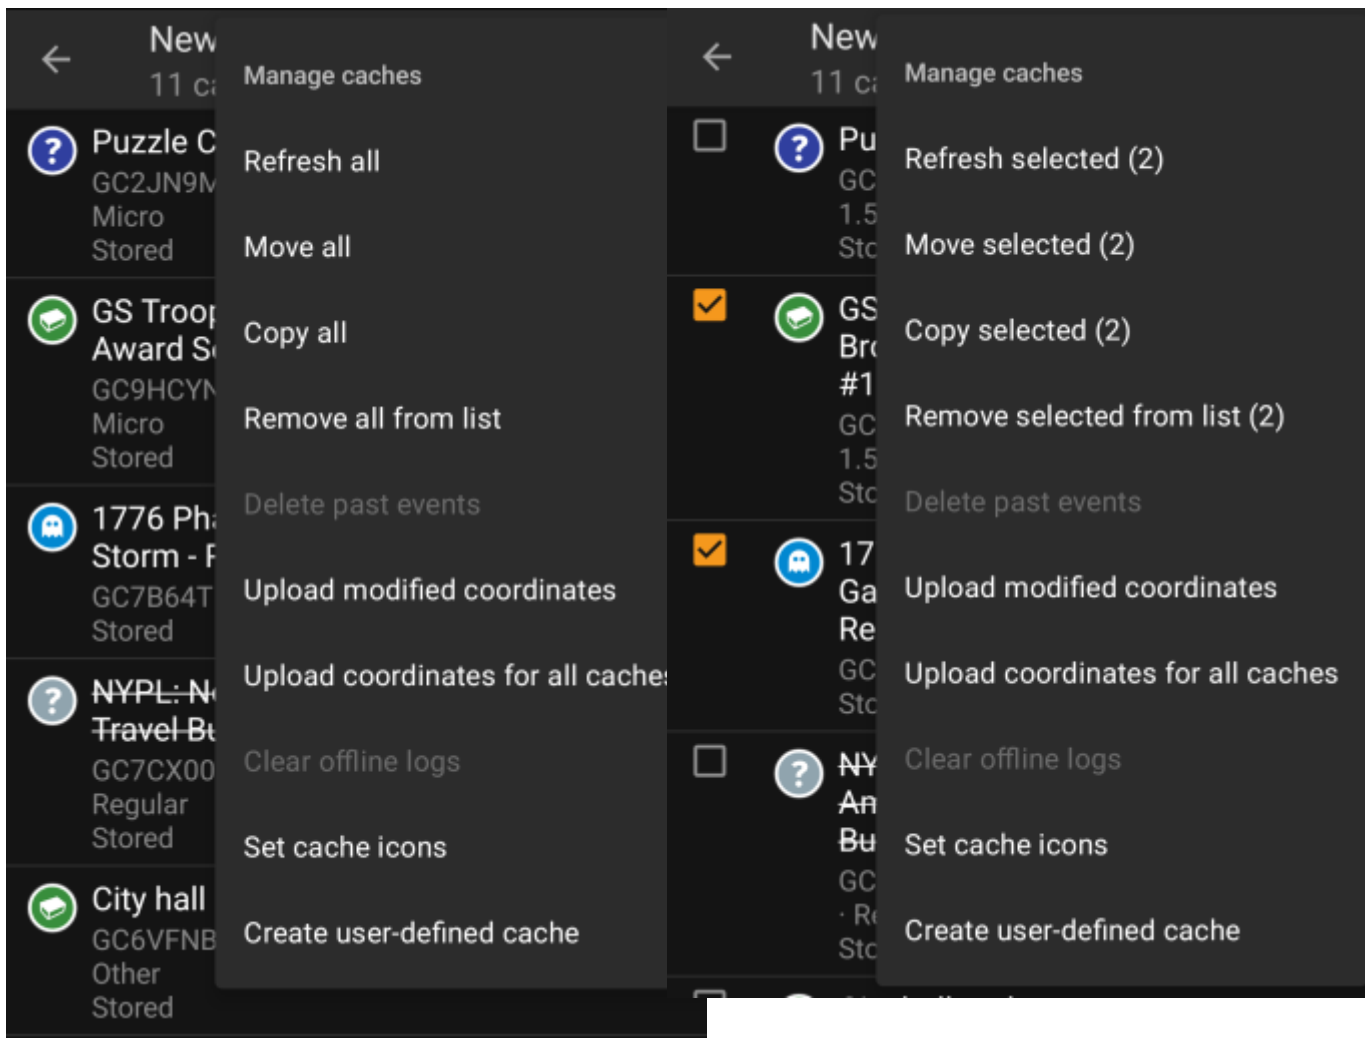 New
11 ca
Manage caches
Puzzle C
GC2JN9M
Micro
Stored
Refresh all
Move all
GS Troop
Award Se
GC9HCYN
Micro
Stored
Copy all
Remove all from list
Delete past events
1776 Pha
Storm - F
GC7B64T
Stored
Upload modified coordinates
Upload coordinates for all caches
NYPL: Ne
Travel Bu
GC7CX00
Regular
Stored
Clear offline logs
Set cache icons
City hall
GC6VFNB
Other
Stored
Create user-defined cache
New
11 ca
Manage caches
Pu
GC
1.5
Sto
Refresh selected (2)
Move selected (2)
GS
Bro
#1
GC
1.5
Sto
Copy selected (2)
Remove selected from list (2)
Delete past events
17
Ga
Re
GC
Sto
Upload modified coordinates
Upload coordinates for all caches
NY
Am
Bu
GC
· Re
Sto
Clear offline logs
Set cache icons
Create user-defined cache